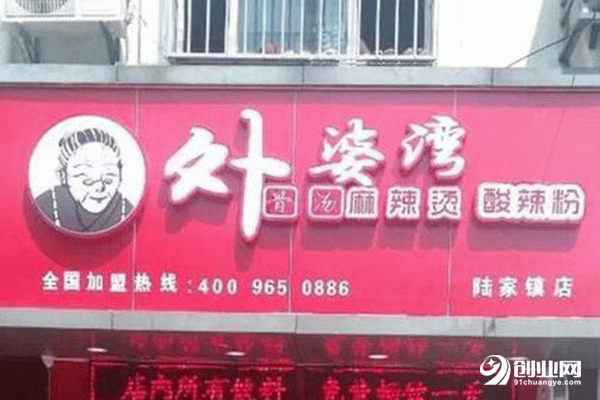 外婆湾
骨汤麻辣烫 酸辣粉
全国加盟热线:400 965 0886
陆家镇店
创业网
91chuangye.com